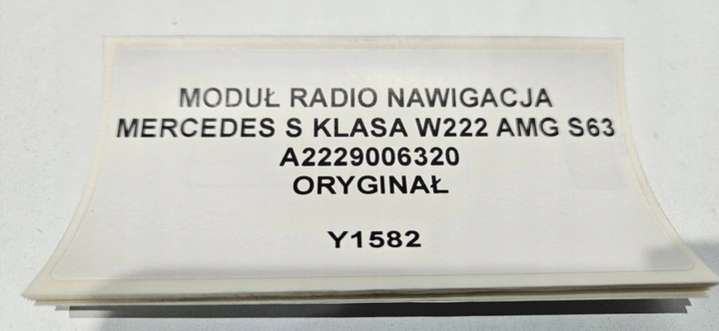 MODUŁ RADIO NAWIGACJA
MERCEDES S KLASA W222 AMG S63
A2229006320
ORYGINAŁ
Y1582